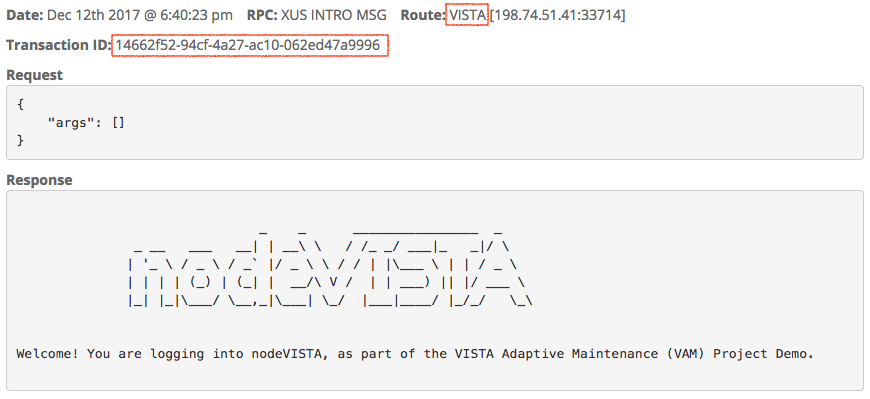 Date: Dec 12th 2017 @ 6:40:23 pm RPC: XUS INTRO MSG Route: VISTA [198.74.51.41:33714]
Transaction ID: 14662f52-94cf-4a27-ac10-062ed47a9996
Request
{
    "args": []
}
Response
nodeVISTA
Welcome! You are logging into nodeVISTA, as part of the VISTA Adaptive Maintenance (VAM) Project Demo.